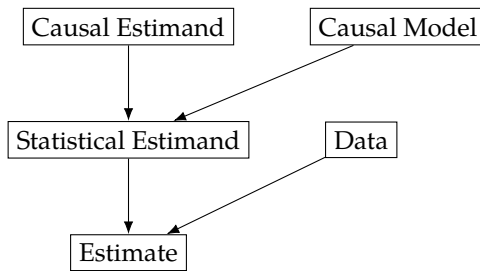 Causal Estimand
Causal Model
Statistical Estimand
Data
Estimate